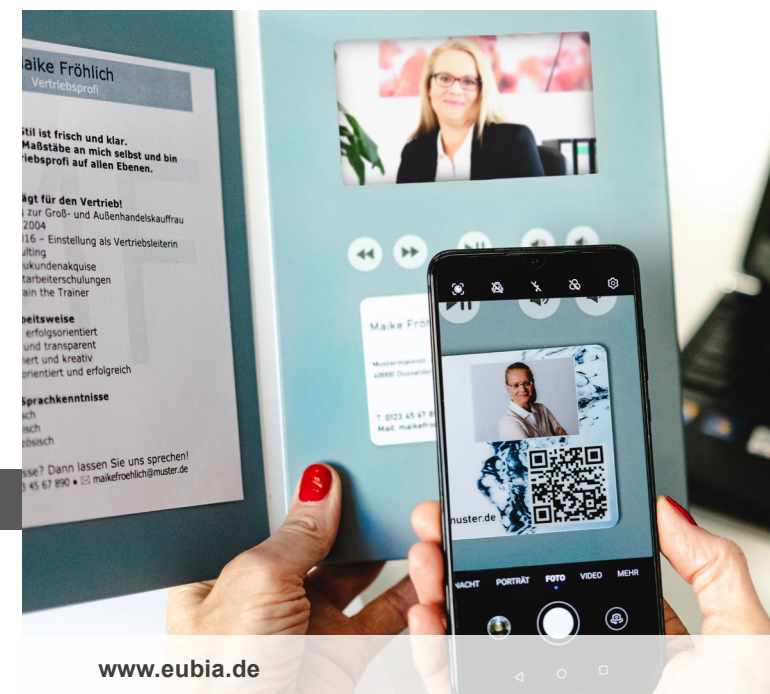 aike Fröhlich
Vertriebsprofi
Stil ist frisch und klar.
Maßstäbe an mich selbst und bin
riebsprofi auf allen Ebenen.
ägt für den Vertrieb!
zur Groß- und Außenhandelskauffrau
2004
016 – Einstellung als Vertriebsleiterin
ulting
eukundenakquise
tarbeiterschulungen
ain the Trainer
beitsweise
erfolgsorientiert
und transparent
iert und kreativ
orientiert und erfolgreich
Sprachkenntnisse
sch
isch
zösisch
sse? Dann lassen Sie uns sprechen!
45 67 890 • ✉ maikefroehlich@muster.de
Maike Frö
40000
T. 0123 45 67 8
Mail: maikefro
muster.de
NACHT PORTRÄT FOTO VIDEO MEHR
www.eubia.de